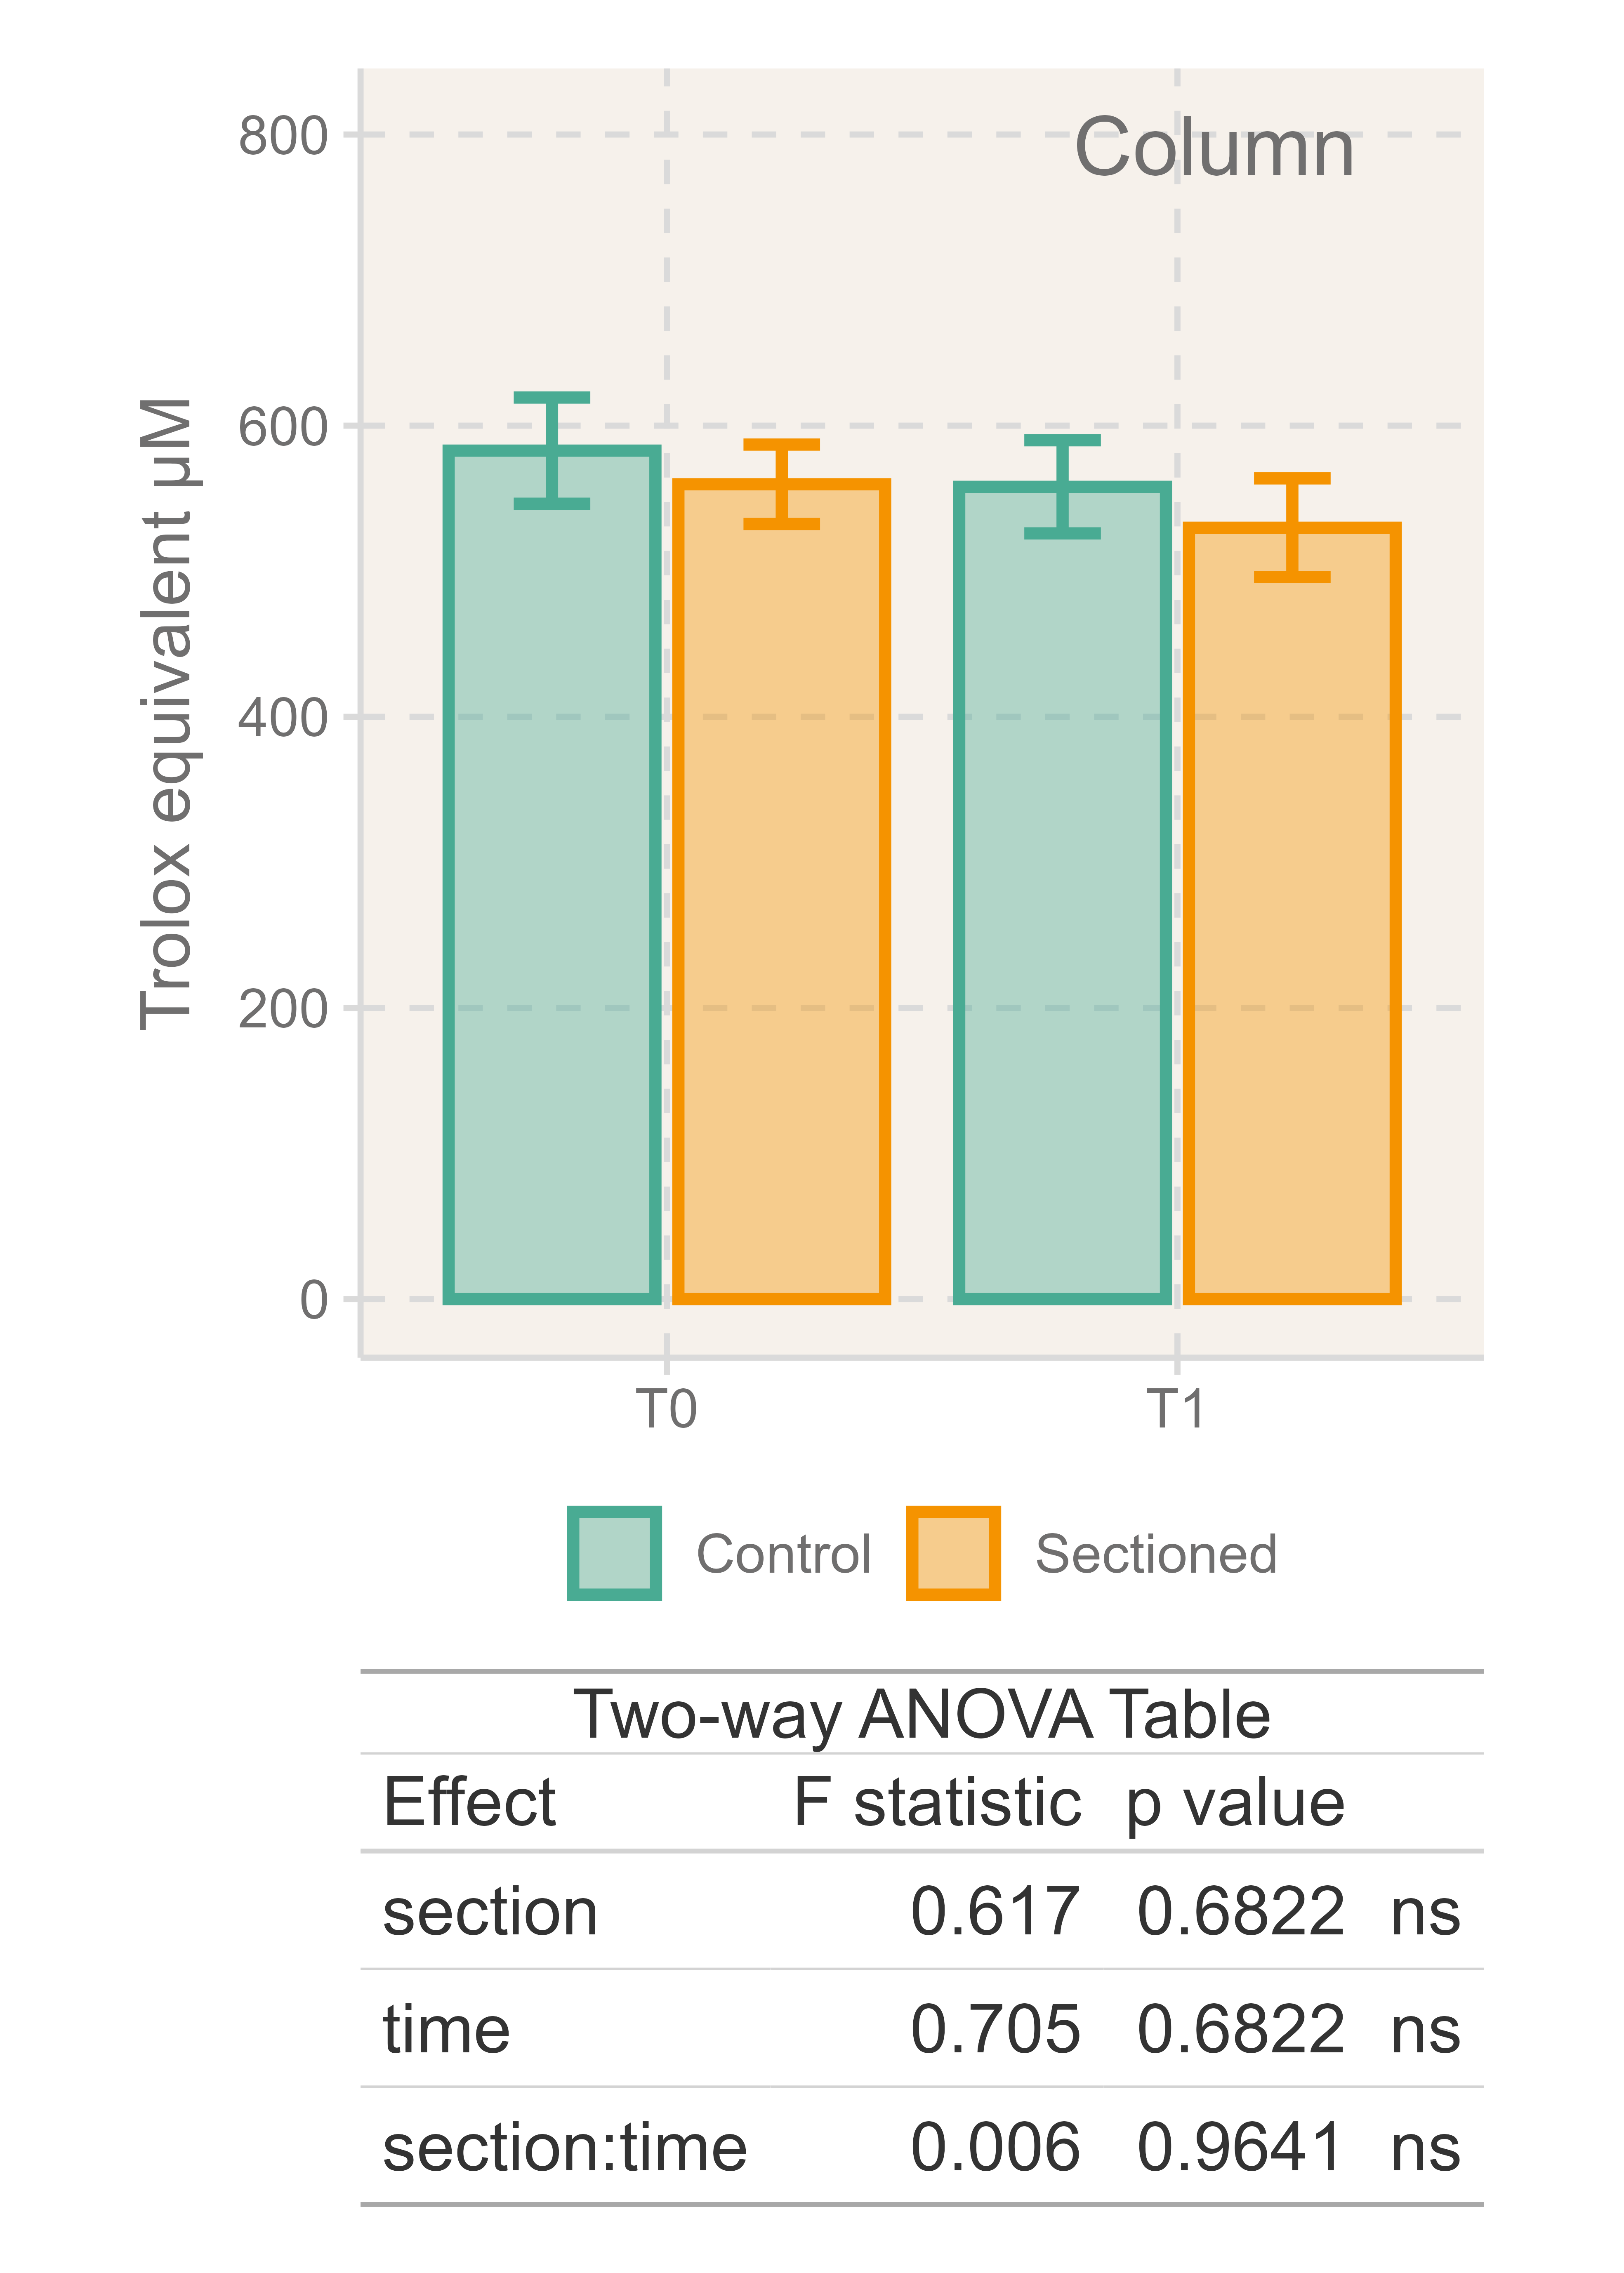 Column
800
600
400
200
0
Trolox equivalent µM
T0 T1
Control Sectioned
Two-way ANOVA Table
Effect F statistic p value
section 0.617 0.6822 ns
time 0.705 0.6822 ns
section:time 0.006 0.9641 ns